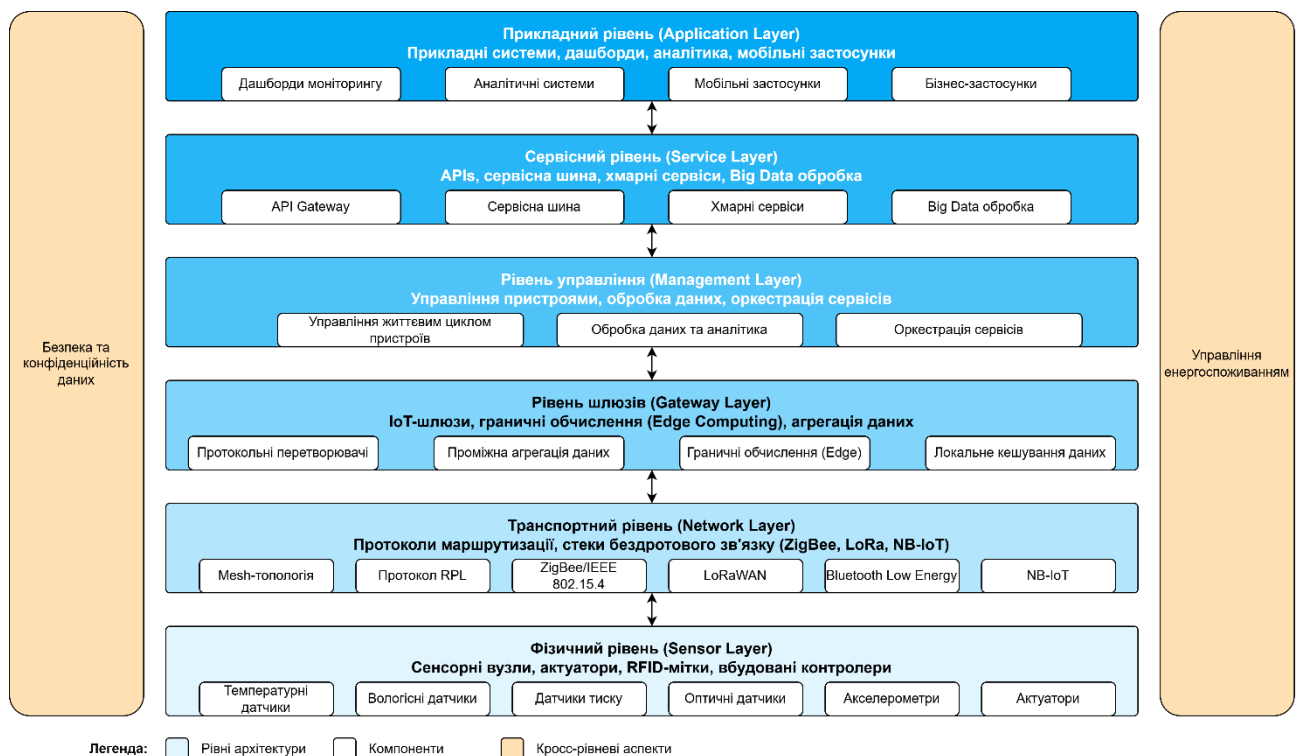 Прикладний рівень (Application Layer)
Прикладні системи, дашборди, аналітика, мобільні застосунки
Дашборди моніторингу
Аналітичні системи
Мобільні застосунки
Бізнес-застосунки
Сервісний рівень (Service Layer)
APIs, сервісна шина, хмарні сервіси, Big Data обробка
API Gateway
Сервісна шина
Хмарні сервіси
Big Data обробка
Рівень управління (Management Layer)
Управління пристроями, обробка даних, оркестрація сервісів
Управління життєвим циклом
пристроїв
Обробка даних та аналітика
Оркестрація сервісів
Безпека та
конфіденційність
даних
Управління
енергоспоживанням
Рівень шлюзів (Gateway Layer)
IoT-шлюзи, граничні обчислення (Edge Computing), агрегація даних
Протокольні перетворювачі
Проміжна агрегація даних
Граничні обчислення (Edge)
Локальне кешування даних
Транспортний рівень (Network Layer)
Протоколи маршрутизації, стеки бездротового зв'язку (ZigBee, LoRa, NB-IoT)
Mesh-топологія
Протокол RPL
ZigBee/IEEE
802.15.4
LoRaWAN
Bluetooth Low Energy
NB-IoT
Фізичний рівень (Sensor Layer)
Сенсорні вузли, актуатори, RFID-мітки, вбудовані контролери
Температурні
датчики
Вологісні датчики
Датчики тиску
Оптичні датчики
Акселерометри
Актуатори
Легенда:
Рівні архітектури
Компоненти
Кросс-рівневі аспекти